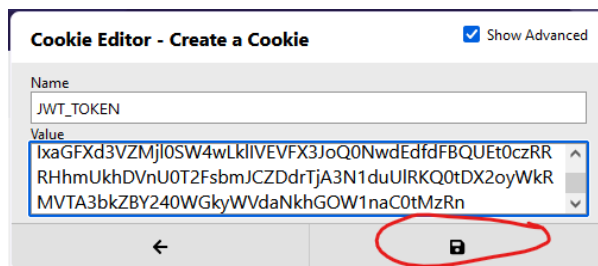 Cookie Editor - Create a Cookie
Show Advanced
Name
JWT_TOKEN
Value
IxaGFXd3VZMjl0SW4wLklIVEVFX3JoQ0NwdEdfdFBQUEt0czRR
RHhmUkhDVnU0T2FsbmJCZDdrTjA3N1duUlRKQ0tDX2oyWkR
MVTA3bkZBY240WGkyWVdaNkhGOW1naC0tMzRn